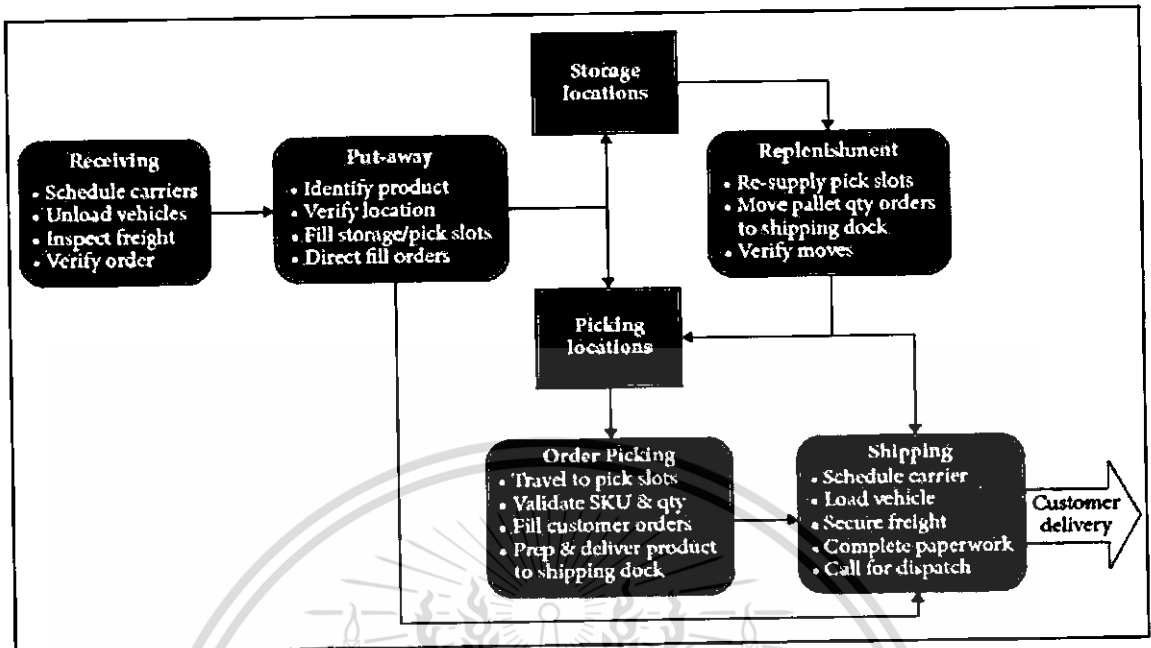 Storage
locations
Receiving
• Schedule carriers
• Unload vehicles
• Inspect freight
• Verify order
Put-away
• Identify product
• Verify location
• Fill storage/pick slots
• Direct fill orders
Replenishment
• Re-supply pick slots
• Move pallet qty orders
to shipping dock
• Verify moves
Picking
locations
Order Picking
• Travel to pick slots
• Validate SKU & qty
• Fill customer orders
• Prep & deliver product
to shipping dock
Shipping
• Schedule carrier
• Load vehicle
• Secure freight
• Complete paperwork
• Call for dispatch
Customer
delivery